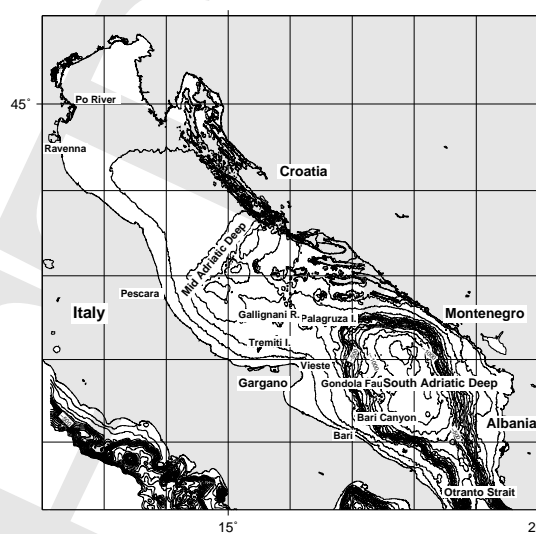 Po River
45°
Ravenna
Croatia
Mid Adriatic Deep
Pescara
Italy
Gallignani R.
Palagruza I.
Montenegro
Tremiti I.
Vieste
Gargano
Gondola Fau
South Adriatic Deep
Bari Canyon
Albania
Bari
Otranto Strait
15°
2